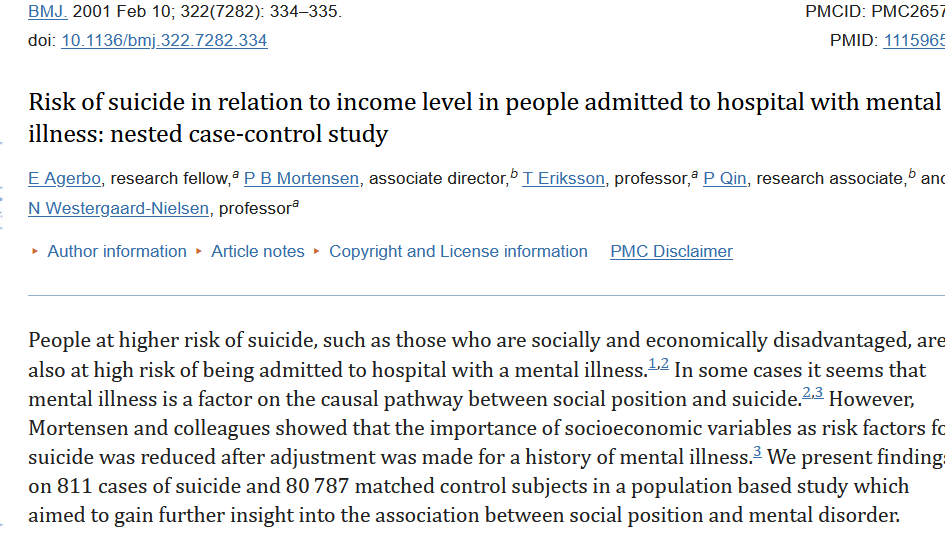 BMJ. 2001 Feb 10; 322(7282): 334–335. PMCID: PMC2657
doi: 10.1136/bmj.322.7282.334 PMID: 1115965
Risk of suicide in relation to income level in people admitted to hospital with mental
illness: nested case-control study
E Agerbo, research fellow,a P B Mortensen, associate director,b T Eriksson, professor,a P Qin, research associate,b and
N Westergaard-Nielsen, professora
▸ Author information ▸ Article notes ▸ Copyright and License information PMC Disclaimer
People at higher risk of suicide, such as those who are socially and economically disadvantaged, are
also at high risk of being admitted to hospital with a mental illness.1,2 In some cases it seems that
mental illness is a factor on the causal pathway between social position and suicide.2,3 However,
Mortensen and colleagues showed that the importance of socioeconomic variables as risk factors fo
suicide was reduced after adjustment was made for a history of mental illness.3 We present findings
on 811 cases of suicide and 80 787 matched control subjects in a population based study which
aimed to gain further insight into the association between social position and mental disorder.